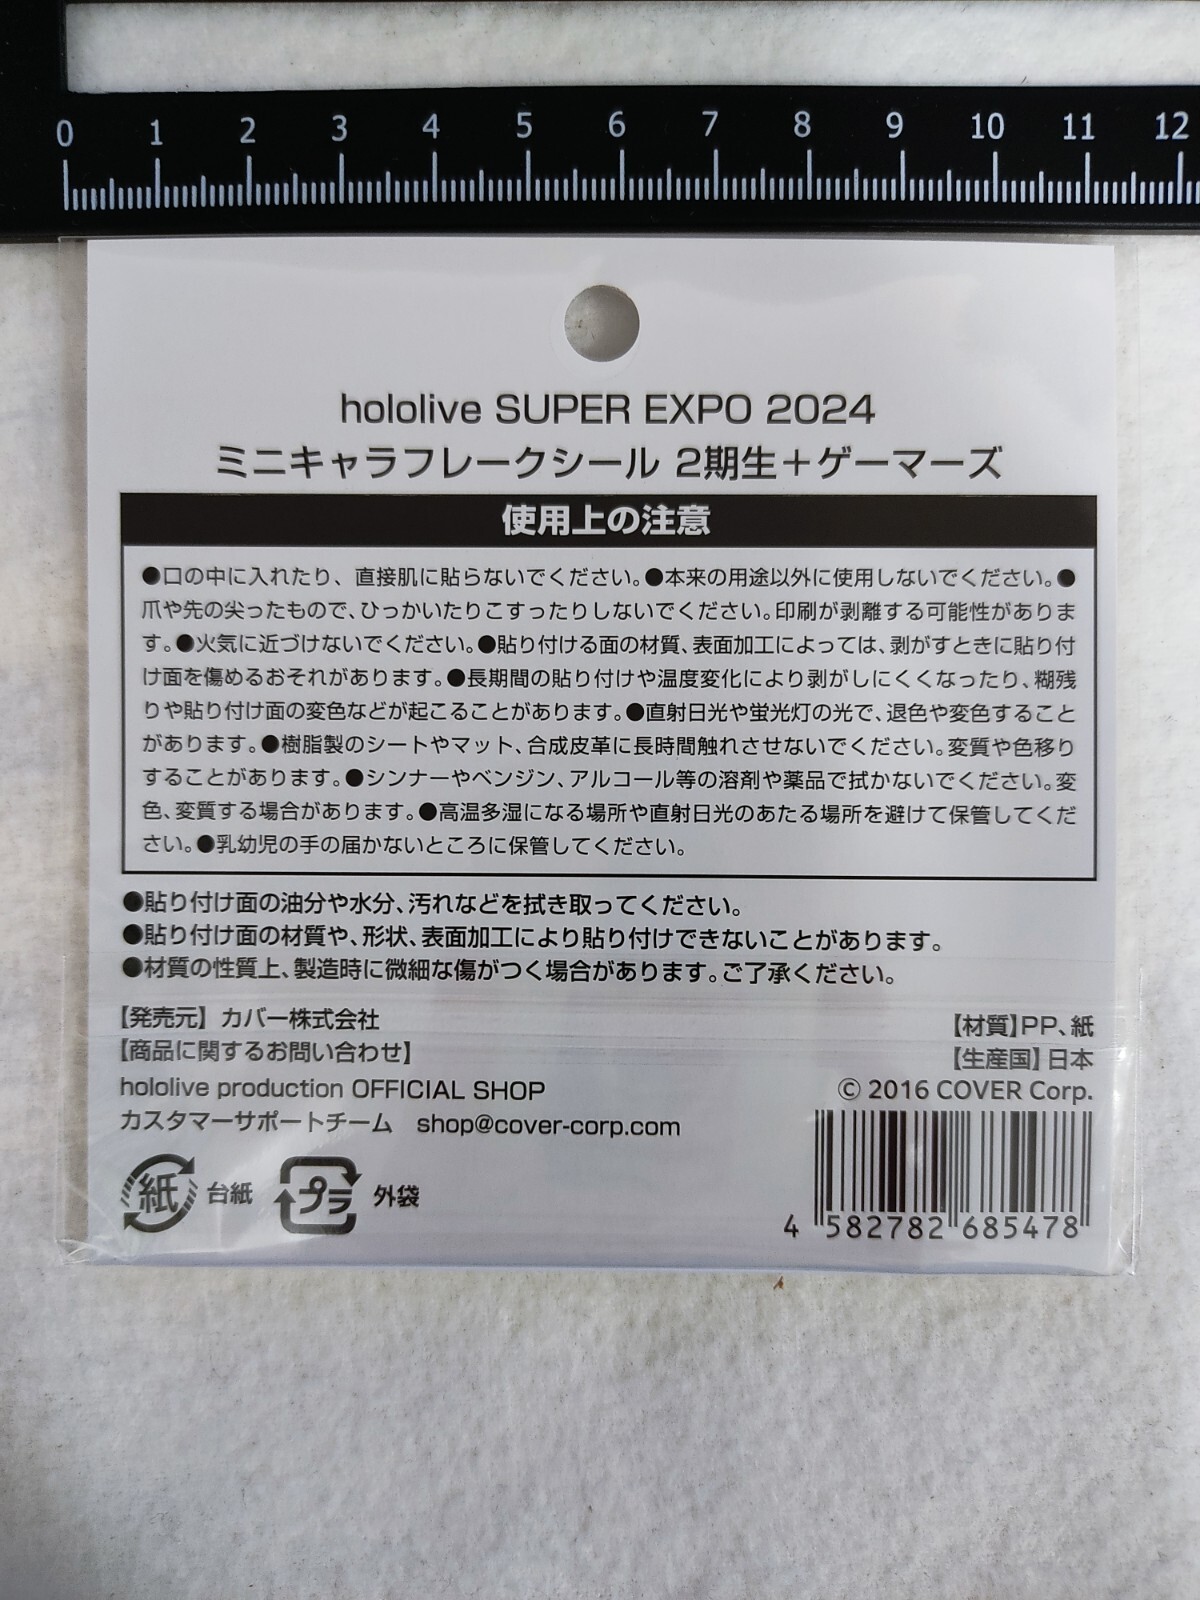 0 1 2 3 4 5 6 7 8 9 10 11 12
hololive SUPER EXPO 2024
ミニキャラフレークシール 2期生＋ゲーマーズ
使用上の注意
●口の中に入れたり、直接肌に貼らないでください。●本来の用途以外に使用しないでください。●
爪や先の尖ったもので、ひっかいたりこすったりしないでください。印刷が剥離する可能性がありま
す。●火気に近づけないでください。●貼り付ける面の材質、表面加工によっては、剥がすときに貼り付
け面を傷めるおそれがあります。●長期間の貼り付けや温度変化により剥がしにくくなったり、糊残
りや貼り付け面の変色などが起こることがあります。●直射日光や蛍光灯の光で、退色や変色すること
があります。●樹脂製のシートやマット、合成皮革に長時間触れさせないでください。変質や色移り
することがあります。●シンナーやベンジン、アルコール等の溶剤や薬品で拭かないでください。変
色、変質する場合があります。●高温多湿になる場所や直射日光のあたる場所を避けて保管してくだ
さい。●乳幼児の手の届かないところに保管してください。
●貼り付け面の油分や水分、汚れなどを拭き取ってください。
●貼り付け面の材質や、形状、表面加工により貼り付けできないことがあります。
●材質の性質上、製造時に微細な傷がつく場合があります。ご了承ください。
【発売元】カバー株式会社
【商品に関するお問い合わせ】
hololive production OFFICIAL SHOP
カスタマーサポートチーム shop@cover-corp.com
【材質】PP、紙
【生産国】日本
© 2016 COVER Corp.
紙 台紙 プラ 外袋
4 582782 685478